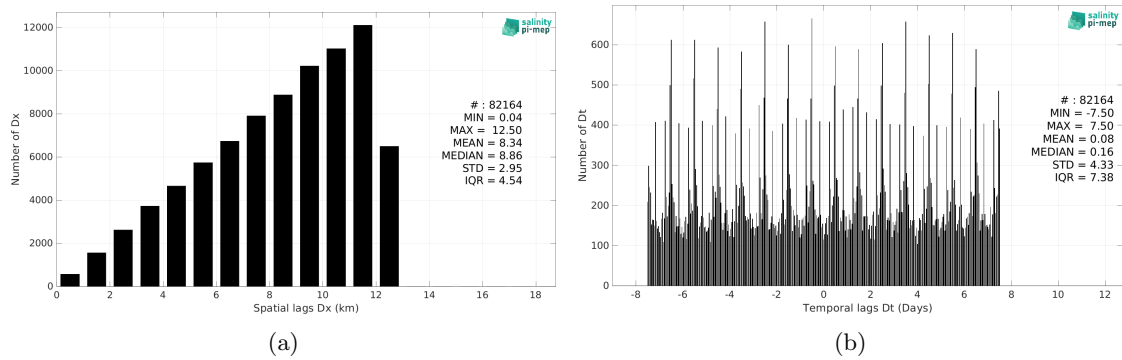 salinity
pi-mep
12000
10000
8000
6000
4000
2000
0
Number of Dx
# : 82164
MIN = 0.04
MAX = 12.50
MEAN = 8.34
MEDIAN = 8.86
STD = 2.95
IQR = 4.54
0 2 4 6 8 10 12 14 16 18
Spatial lags Dx (km)
(a)
salinity
pi-mep
600
500
400
300
200
100
0
Number of Dt
# : 82164
MIN = -7.50
MAX = 7.50
MEAN = 0.08
MEDIAN = 0.16
STD = 4.33
IQR = 7.38
-8 -6 -4 -2 0 2 4 6 8 10 12
Temporal lags Dt (Days)
(b)